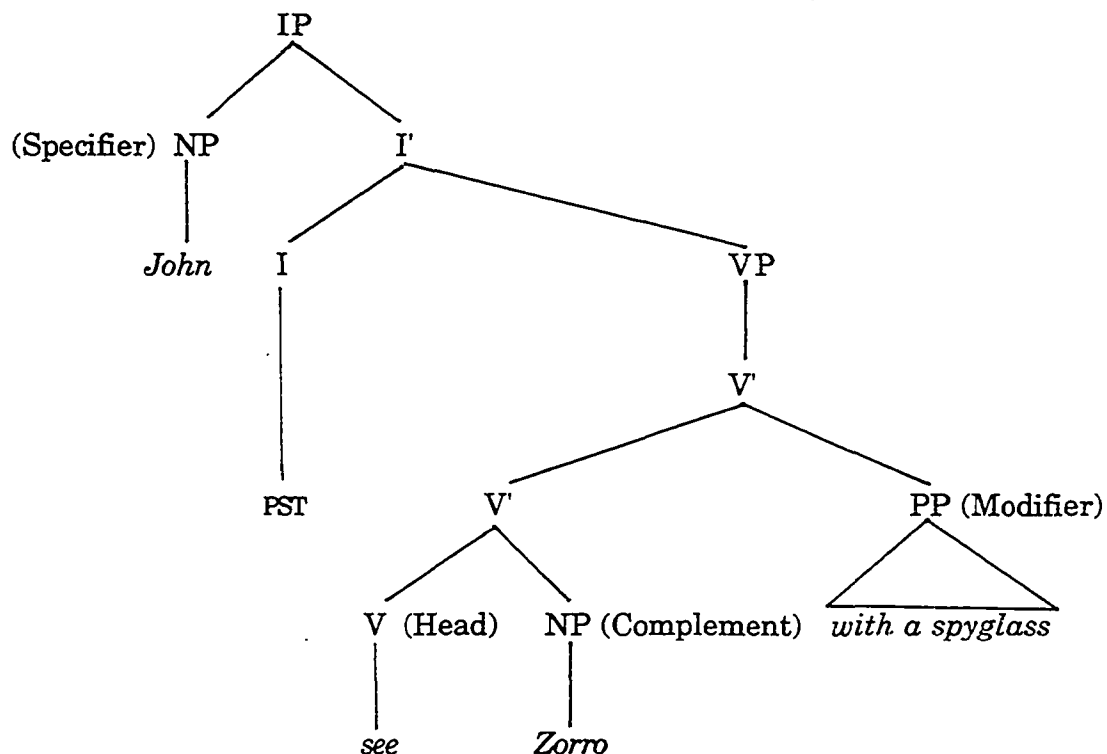 IP
(Specifier) NP I'
John I VP
V'
PST V' PP (Modifier)
V (Head) NP (Complement) with a spyglass
see Zorro